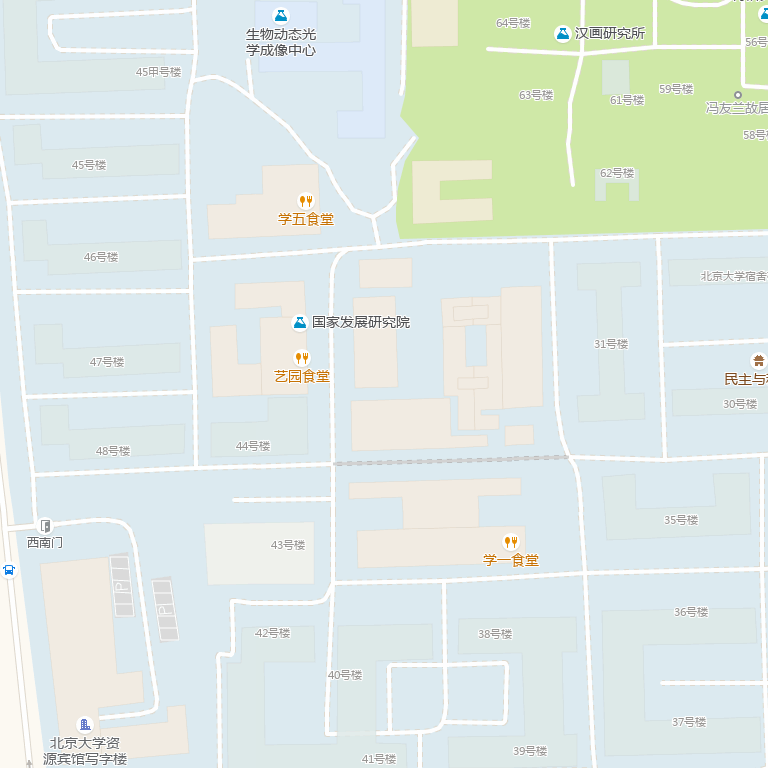 64号楼
汉画研究所
生物动态光
学成像中心
56号
45甲号楼
63号楼
59号楼
61号楼
冯友兰故居
58号
45号楼
62号楼
学五食堂
46号楼
北京大学宿舍
国家发展研究院
31号楼
47号楼
艺园食堂
民主与科
30号楼
44号楼
48号楼
35号楼
西南门
43号楼
学一食堂
P
P
36号楼
42号楼
38号楼
40号楼
37号楼
北京大学资
源宾馆写字楼
39号楼
41号楼